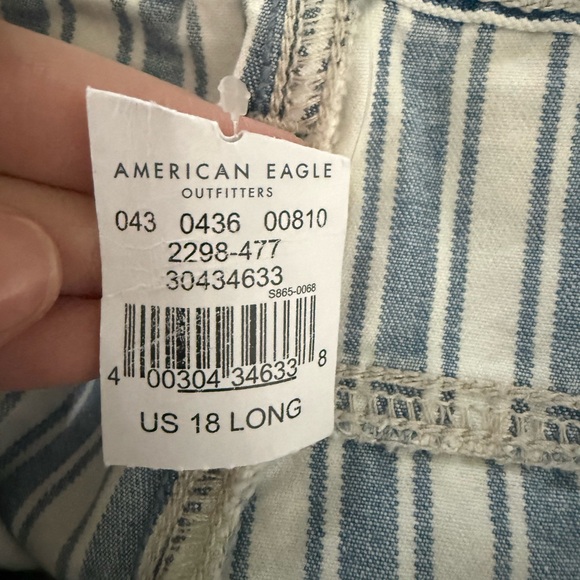 AMERICAN EAGLE
OUTFITTERS
043 0436 00810
2298-477
30434633
S865-0068
4 00304 34633 8
US 18 LONG